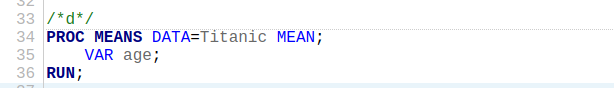 32
33 /*d*/
34 PROC MEANS DATA=Titanic MEAN;
35     VAR age;
36 RUN;
37